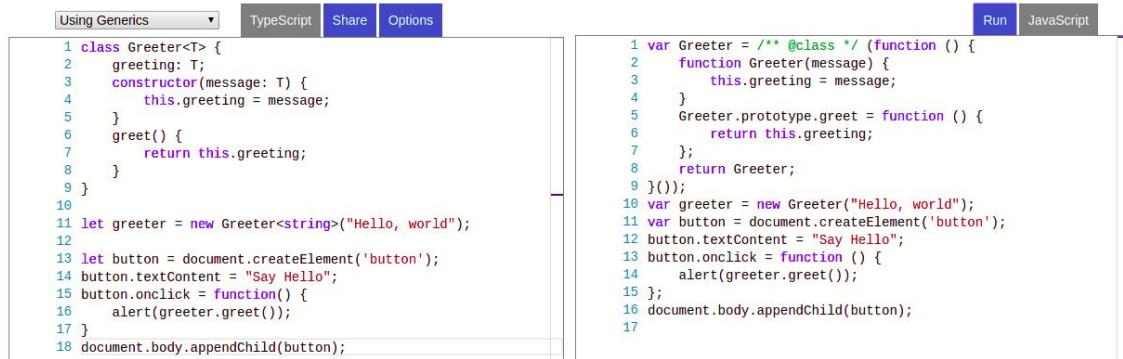 Using Generics TypeScript Share Options Run JavaScript
1 class Greeter<T> {
2     greeting: T;
3     constructor(message: T) {
4         this.greeting = message;
5     }
6     greet() {
7         return this.greeting;
8     }
9 }
10
11 let greeter = new Greeter<string>("Hello, world");
12
13 let button = document.createElement('button');
14 button.textContent = "Say Hello";
15 button.onclick = function() {
16     alert(greeter.greet());
17 }
18 document.body.appendChild(button);
1 var Greeter = /** @class */ (function () {
2     function Greeter(message) {
3         this.greeting = message;
4     }
5     Greeter.prototype.greet = function () {
6         return this.greeting;
7     };
8     return Greeter;
9 }());
10 var greeter = new Greeter("Hello, world");
11 var button = document.createElement('button');
12 button.textContent = "Say Hello";
13 button.onclick = function () {
14     alert(greeter.greet());
15 };
16 document.body.appendChild(button);
17